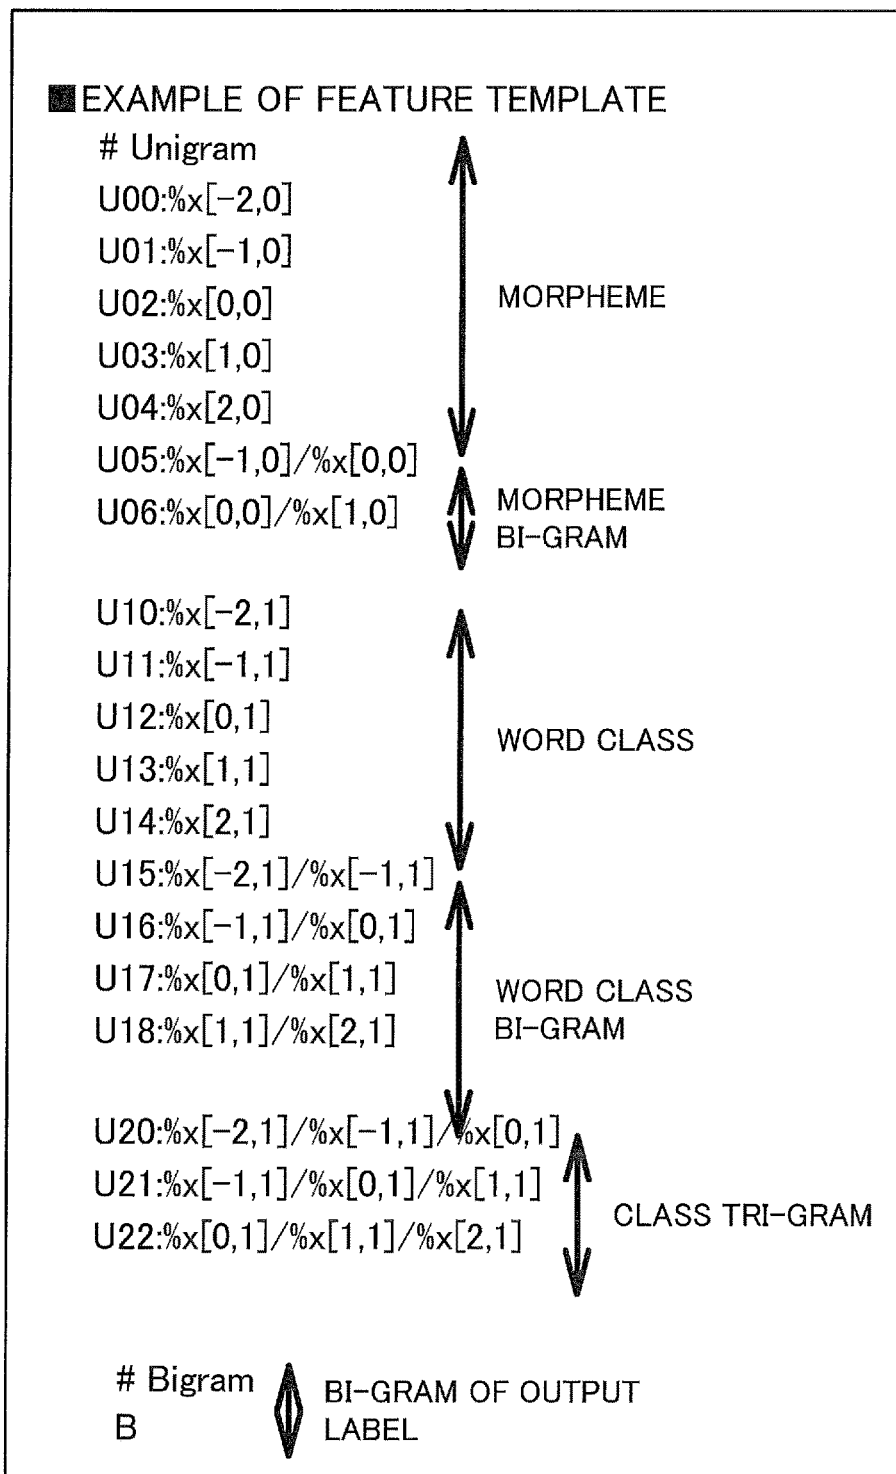 ■EXAMPLE OF FEATURE TEMPLATE
# Unigram
U00:%x[-2,0]
U01:%x[-1,0]
U02:%x[0,0]
U03:%x[1,0]
U04:%x[2,0]
MORPHEME
U05:%x[-1,0]/%x[0,0]
U06:%x[0,0]/%x[1,0]
MORPHEME
BI-GRAM
U10:%x[-2,1]
U11:%x[-1,1]
U12:%x[0,1]
U13:%x[1,1]
U14:%x[2,1]
WORD CLASS
U15:%x[-2,1]/%x[-1,1]
U16:%x[-1,1]/%x[0,1]
U17:%x[0,1]/%x[1,1]
U18:%x[1,1]/%x[2,1]
WORD CLASS
BI-GRAM
U20:%x[-2,1]/%x[-1,1]/%x[0,1]
U21:%x[-1,1]/%x[0,1]/%x[1,1]
U22:%x[0,1]/%x[1,1]/%x[2,1]
CLASS TRI-GRAM
# Bigram
B
BI-GRAM OF OUTPUT
LABEL